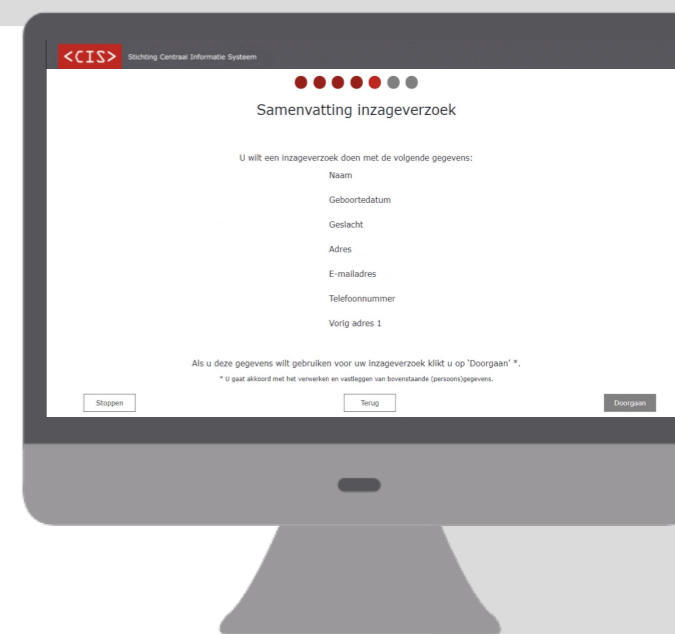 <CIS> Stichting Centraal Informatie Systeem
Samenvatting inzageverzoek
U wilt een inzageverzoek doen met de volgende gegevens:
Naam
Geboortedatum
Geslacht
Adres
E-mailadres
Telefoonnummer
Vorig adres 1
Als u deze gegevens wilt gebruiken voor uw inzageverzoek klikt u op 'Doorgaan' *.
* U gaat akkoord met het verwerken en vastleggen van bovenstaande (persoons)gegevens.
Stoppen Terug Doorgaan